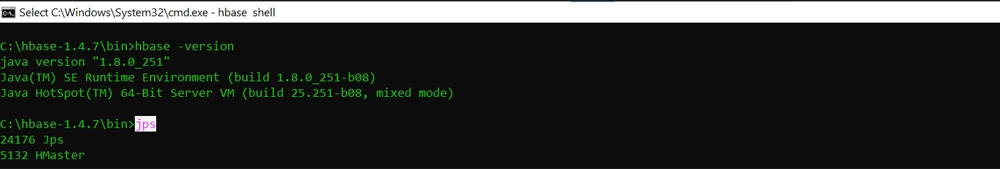 Select C:\Windows\System32\cmd.exe - hbase  shell
C:\hbase-1.4.7\bin>hbase -version
java version "1.8.0_251"
Java(TM) SE Runtime Environment (build 1.8.0_251-b08)
Java HotSpot(TM) 64-Bit Server VM (build 25.251-b08, mixed mode)
C:\hbase-1.4.7\bin>jps
24176 Jps
5132 HMaster